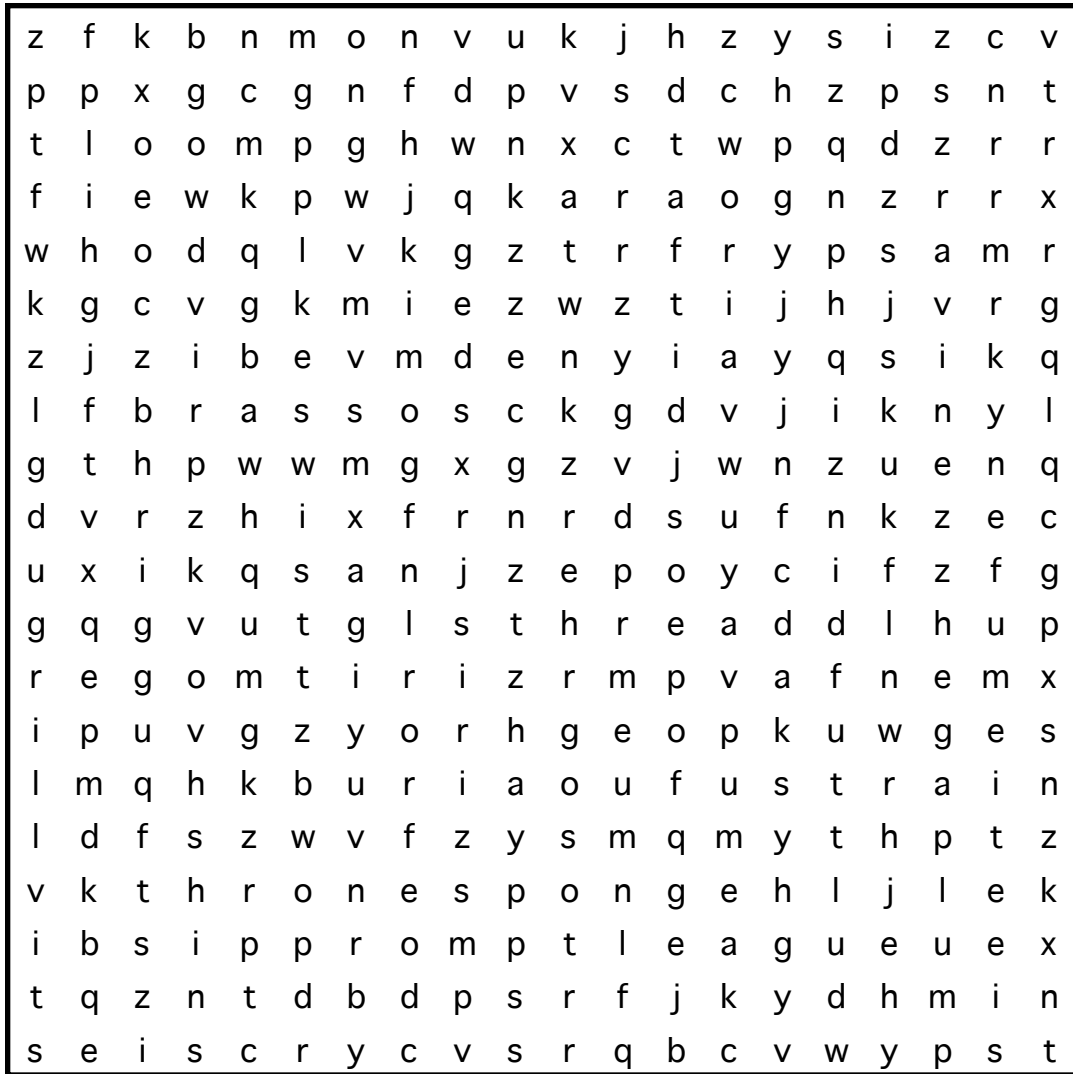 z f k b n m o n v u k j h z y s i z c v
p p x g c g n f d p v s d c h z p s n t
t l o o m p g h w n x c t w p q d z r r
f i e w k p w j q k a r a o g n z r r x
w h o d q l v k g z t r f r y p s a m r
k g c v g k m i e z w z t i j h j v r g
z j z i b e v m d e n y i a y q s i k q
l f b r a s s o s c k g d v j i k n y l
g t h p w w m g x g z v j w n z u e n q
d v r z h i x f r n r d s u f n k z e c
u x i k q s a n j z e p o y c i f z f g
g q g v u t g l s t h r e a d d l h u p
r e g o m t i r i z r m p v a f n e m x
i p u v g z y o r h g e o p k u w g e s
l m q h k b u r i a o u f u s t r a i n
l d f s z w v f z y s m q m y t h p t z
v k t h r o n e s p o n g e h l j l e k
i b s i p p r o m p t l e a g u e u e x
t q z n t d b d p s r f j k y d h m i n
s e i s c r y c v s r q b c v w y p s t